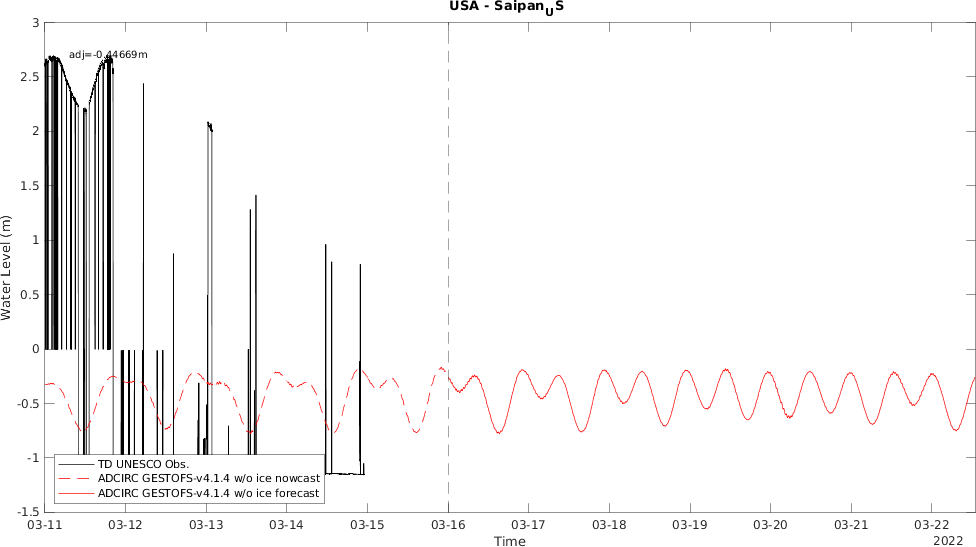 USA - Saipan_US
adj=-0.44669m
Water Level (m)
3
2.5
2
1.5
1
0.5
0
-0.5
-1
-1.5
TD UNESCO Obs.
ADCIRC GESTOFS-v4.1.4 w/o ice nowcast
ADCIRC GESTOFS-v4.1.4 w/o ice forecast
03-11 03-12 03-13 03-14 03-15 03-16 03-17 03-18 03-19 03-20 03-21 03-22
Time
2022